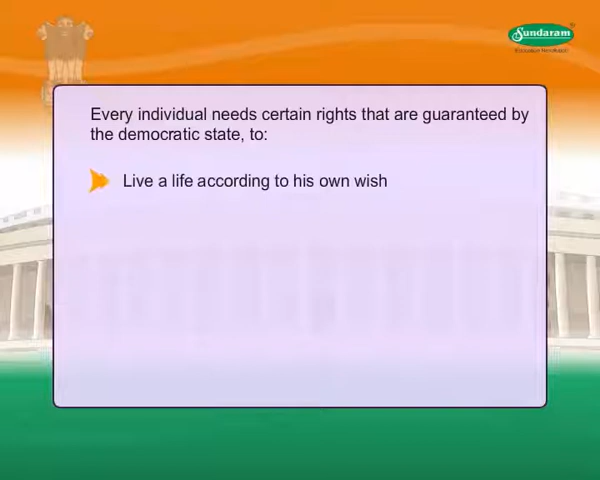 Sundaram
Every individual needs certain rights that are guaranteed by
the democratic state, to:
Live a life according to his own wish